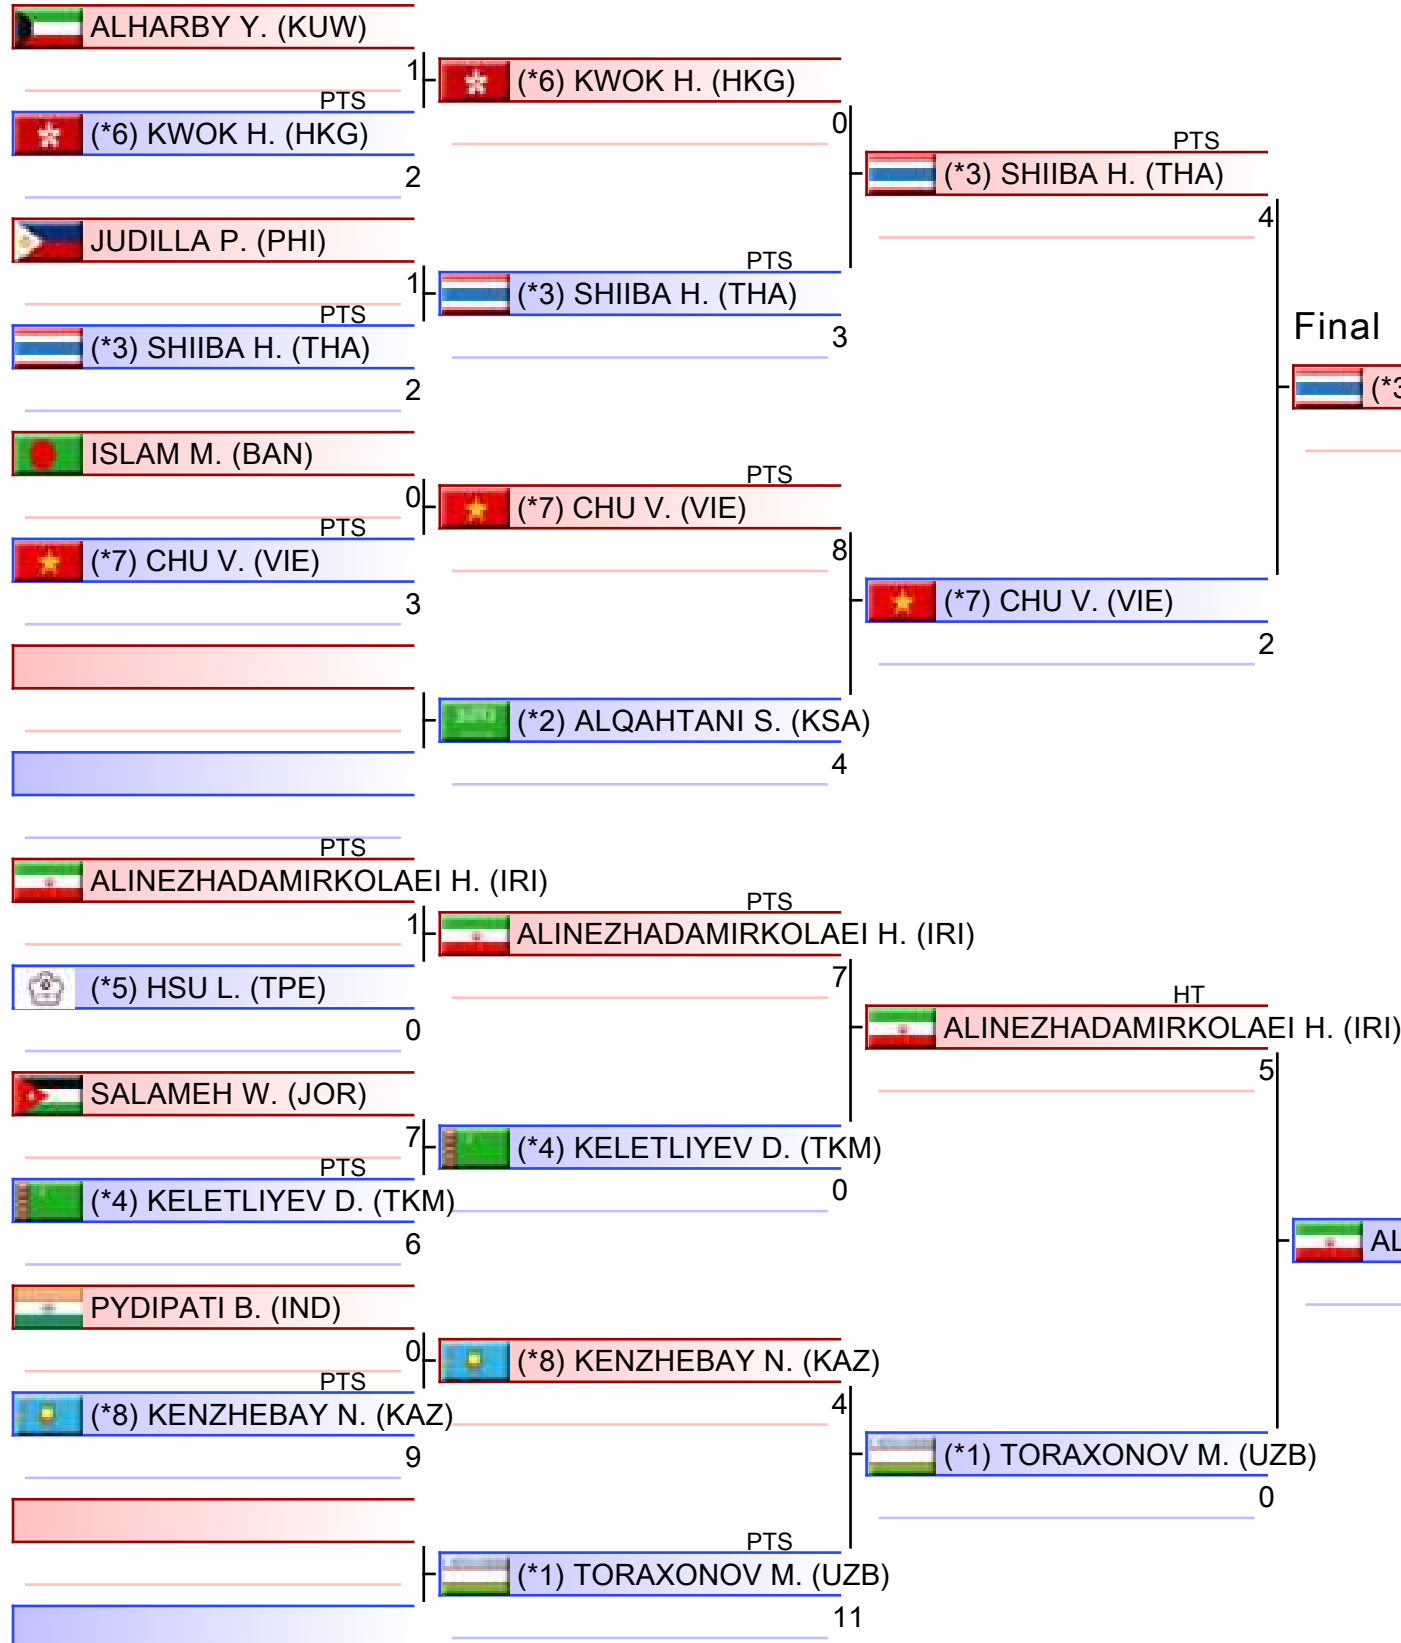 ALHARBY Y. (KUW)
1
PTS
(*6) KWOK H. (HKG)
2
JUDILLA P. (PHI)
1
PTS
(*3) SHIIBA H. (THA)
2
ISLAM M. (BAN)
0
PTS
(*7) CHU V. (VIE)
3
PTS
ALINEZHADAMIRKOLAEI H. (IRI)
1
(*5) HSU L. (TPE)
0
SALAMEH W. (JOR)
7
PTS
(*4) KELETLIYEV D. (TKM)
6
PYDIPATI B. (IND)
0
PTS
(*8) KENZHEBAY N. (KAZ)
9
(*6) KWOK H. (HKG)
0
PTS
(*3) SHIIBA H. (THA)
3
PTS
(*7) CHU V. (VIE)
8
(*2) ALQAHTANI S. (KSA)
4
PTS
ALINEZHADAMIRKOLAEI H. (IRI)
7
(*4) KELETLIYEV D. (TKM)
0
(*8) KENZHEBAY N. (KAZ)
4
PTS
(*1) TORAXONOV M. (UZB)
11
PTS
(*3) SHIIBA H. (THA)
4
(*7) CHU V. (VIE)
2
HT
ALINEZHADAMIRKOLAEI H. (IRI)
5
(*1) TORAXONOV M. (UZB)
0
Final
(*3
AL